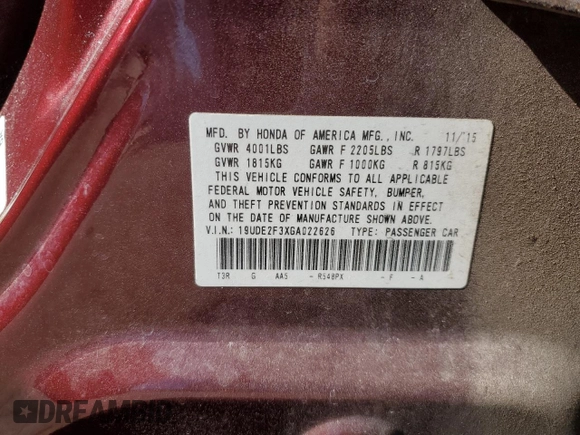 MFD. BY HONDA OF AMERICA MFG., INC. 11/15
GVWR 4001LBS GAWR F 2205LBS R 1797LBS
GVWR 1815KG GAWR F 1000KG R 815KG
THIS VEHICLE CONFORMS TO ALL APPLICABLE
FEDERAL MOTOR VEHICLE SAFETY, BUMPER,
AND THEFT PREVENTION STANDARDS IN EFFECT
ON THE DATE OF MANUFACTURE SHOWN ABOVE.
V.I.N.: 19UDE2F3XGA022626 TYPE: PASSENGER CAR
T3R G AA5 - R548PX - F - A
DREAMBID